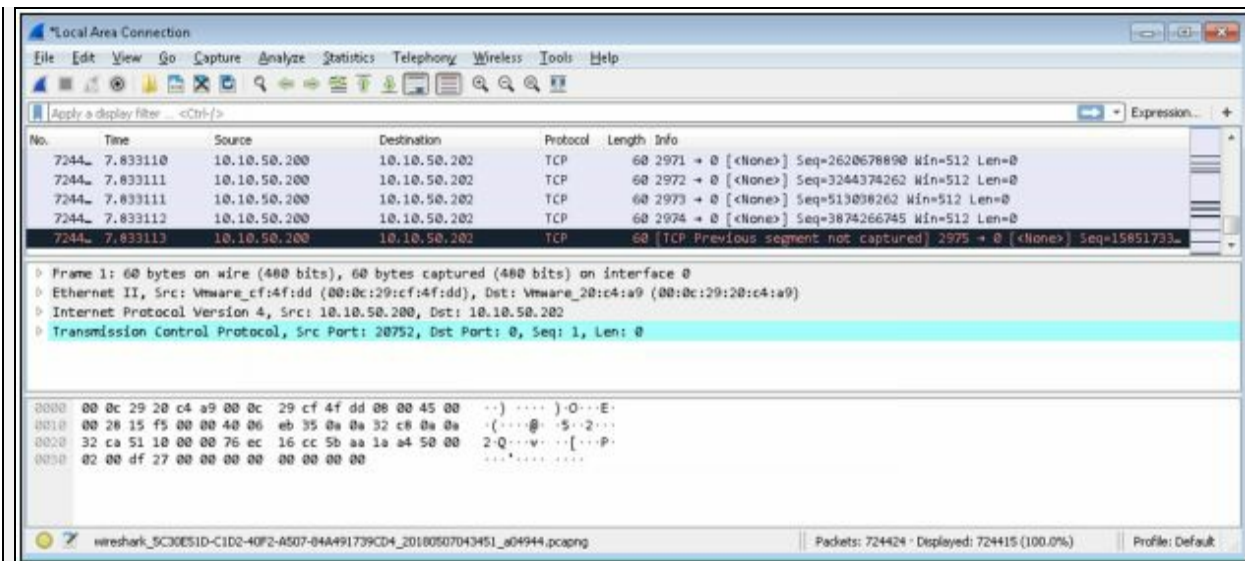 *Local Area Connection
File Edit View Go Capture Analyze Statistics Telephony Wireless Tools Help
Apply a display filter ... <Ctrl-/>
Expression... +
No. Time Source Destination Protocol Length Info
7244… 7.833110 10.10.50.200 10.10.50.202 TCP 60 2971 → 0 [<None>] Seq=2620678890 Win=512 Len=0
7244… 7.833111 10.10.50.200 10.10.50.202 TCP 60 2972 → 0 [<None>] Seq=3244374262 Win=512 Len=0
7244… 7.833111 10.10.50.200 10.10.50.202 TCP 60 2973 → 0 [<None>] Seq=513038262 Win=512 Len=0
7244… 7.833112 10.10.50.200 10.10.50.202 TCP 60 2974 → 0 [<None>] Seq=3874266745 Win=512 Len=0
7244… 7.833113 10.10.50.200 10.10.50.202 TCP 60 [TCP Previous segment not captured] 2975 → 0 [<None>] Seq=15851733…
Frame 1: 60 bytes on wire (480 bits), 60 bytes captured (480 bits) on interface 0
Ethernet II, Src: Vmware_cf:4f:dd (00:0c:29:cf:4f:dd), Dst: Vmware_20:c4:a9 (00:0c:29:20:c4:a9)
Internet Protocol Version 4, Src: 10.10.50.200, Dst: 10.10.50.202
Transmission Control Protocol, Src Port: 20752, Dst Port: 0, Seq: 1, Len: 0
0000 00 0c 29 20 c4 a9 00 0c 29 cf 4f dd 08 00 45 00 ··) ···· )·O···E·
0010 00 28 15 f5 00 00 40 06 eb 35 0a 0a 32 c8 0a 0a ·(····@· ·5··2···
0020 32 ca 51 10 00 00 76 ec 16 cc 5b aa 1a a4 50 00 2·Q···v· ··[···P·
0030 02 00 df 27 00 00 00 00 00 00 00 00 ···'···· ····
wireshark_5C30E51D-C1D2-40F2-A507-84A491739CD4_20180507043451_a04944.pcapng
Packets: 724424 · Displayed: 724415 (100.0%)
Profile: Default